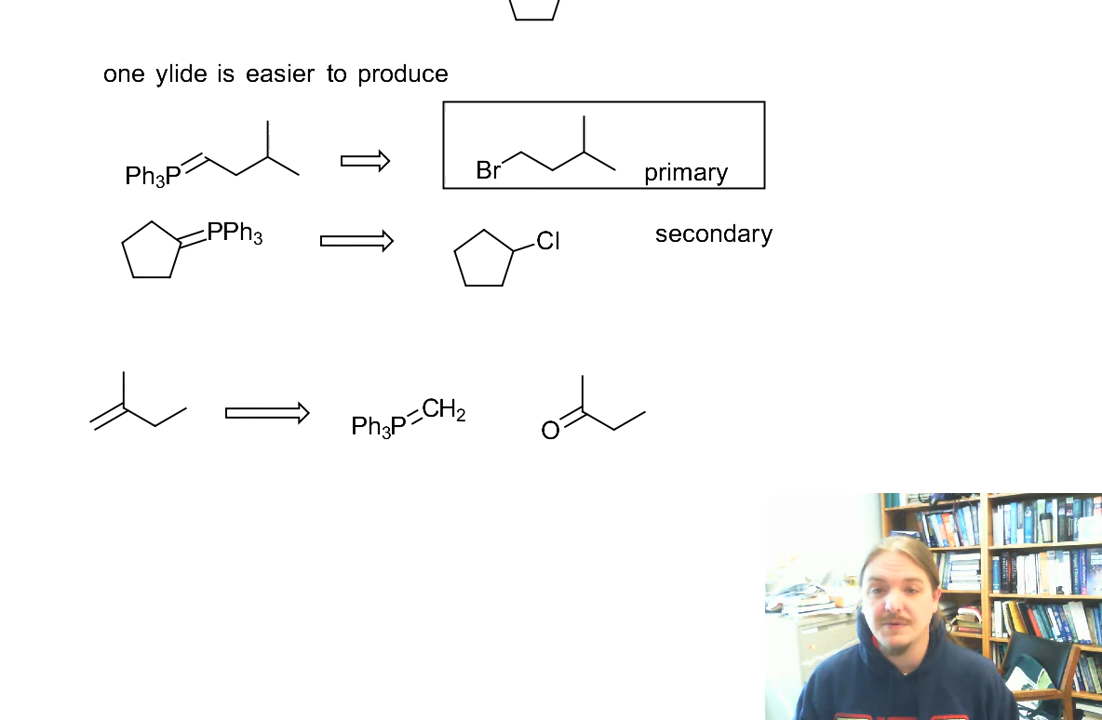 one ylide is easier to produce
Ph3P
Br
primary
PPh3
Cl
secondary
Ph3P
CH2
O